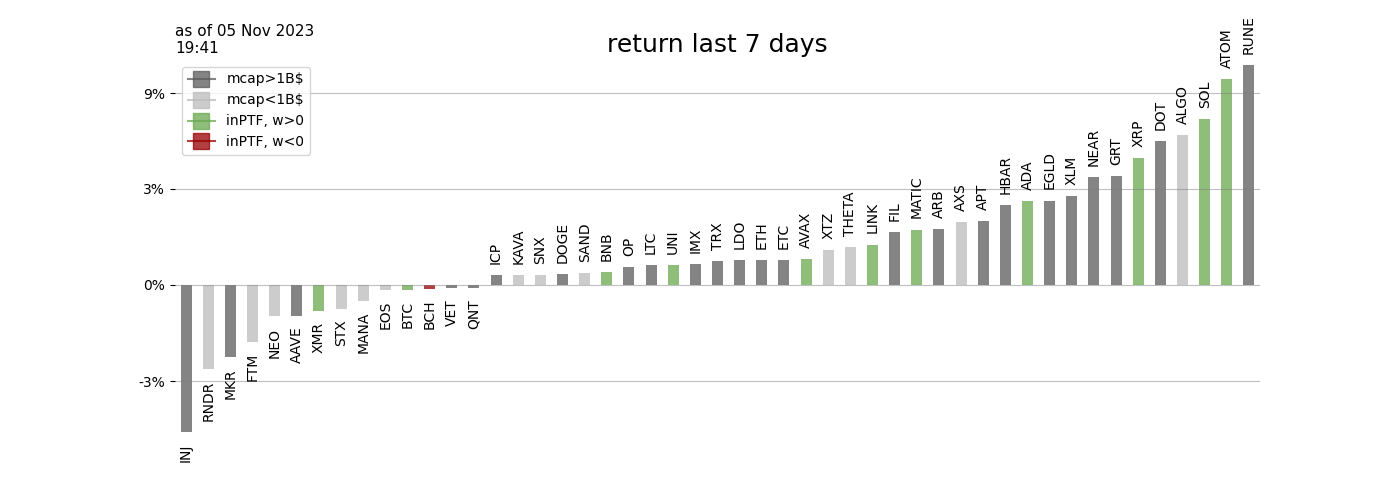 as of 05 Nov 2023
19:41
return last 7 days
mcap>1B$
mcap<1B$
inPTF, w>0
inPTF, w<0
9%
3%
0%
-3%
INJ
RNDR
MKR
FTM
NEO
AAVE
XMR
STX
MANA
EOS
BTC
BCH
VET
QNT
ICP
KAVA
SNX
DOGE
SAND
BNB
OP
LTC
UNI
IMX
TRX
LDO
ETH
ETC
AVAX
XTZ
THETA
LINK
FIL
MATIC
ARB
AXS
APT
HBAR
ADA
EGLD
XLM
NEAR
GRT
XRP
DOT
ALGO
SOL
ATOM
RUNE